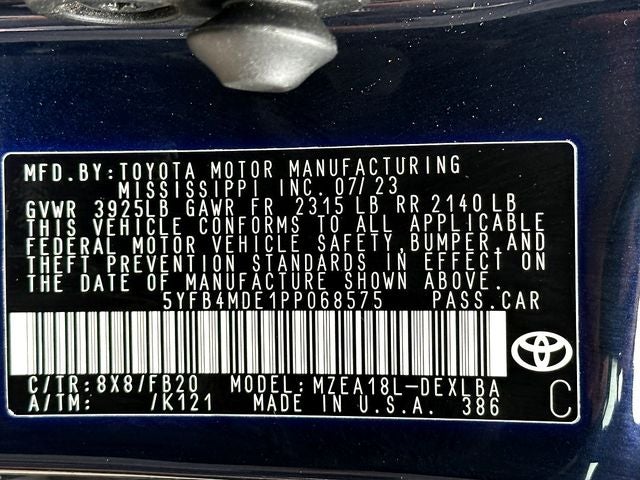 MFD.BY:TOYOTA MOTOR MANUFACTURING
MISSISSIPPI INC. 07/23
GVWR 3925LB GAWR FR 2315 LB RR 2140 LB
THIS VEHICLE CONFORMS TO ALL APPLICABLE
FEDERAL MOTOR VEHICLE SAFETY,BUMPER,AND
THEFT PREVENTION STANDARDS IN EFFECT ON
THE DATE OF MANUFACTURE SHOWN ABOVE.
5YFB4MDE1PP068575 PASS.CAR
C/TR:8X8/FB20 MODEL:MZEA18L-DEXLBA
A/TM: /K121 MADE IN U.S.A. 386 C